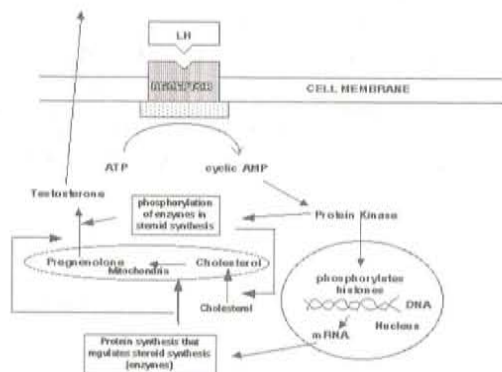 LH
RECEPTOR
CELL MEMBRANE
ATP
cyclic AMP
Testosterone
phosphorylation
of enzymes in
steroid synthesis
Protein Kinase
Pregnenolone
Cholesterol
Mitochondria
phosphorylates
histones
DNA
Cholesterol
Nucleus
mRNA
Protein synthesis that
regulates steroid synthesis
(enzymes)